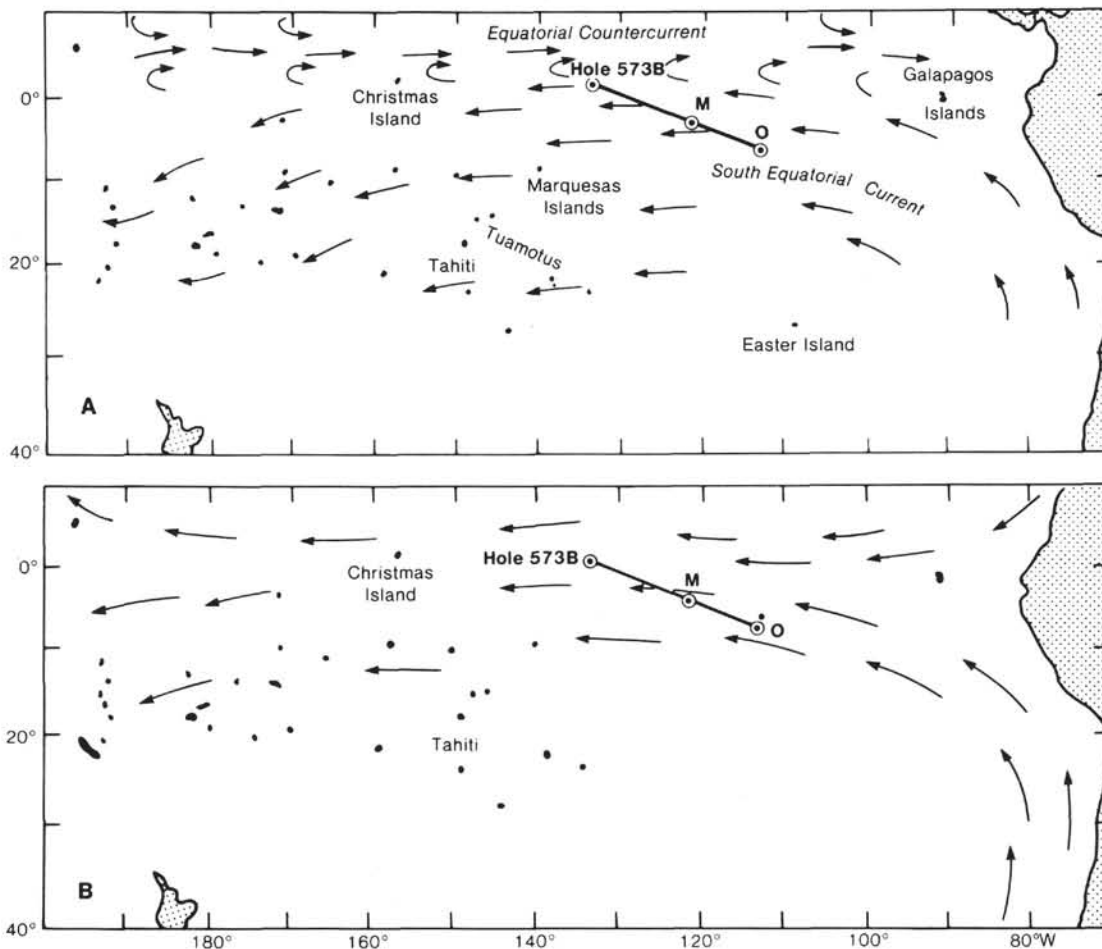 Equatorial Countercurrent
Hole 573B
Galapagos
Islands
0°
Christmas
Island
M
O
South Equatorial Current
Marquesas
Islands
Tuamotus
20°
Tahiti
Easter Island
A
40°
0°
Hole 573B
Christmas
Island
M
O
20°
Tahiti
B
40°
180°
160°
140°
120°
100°
80°W